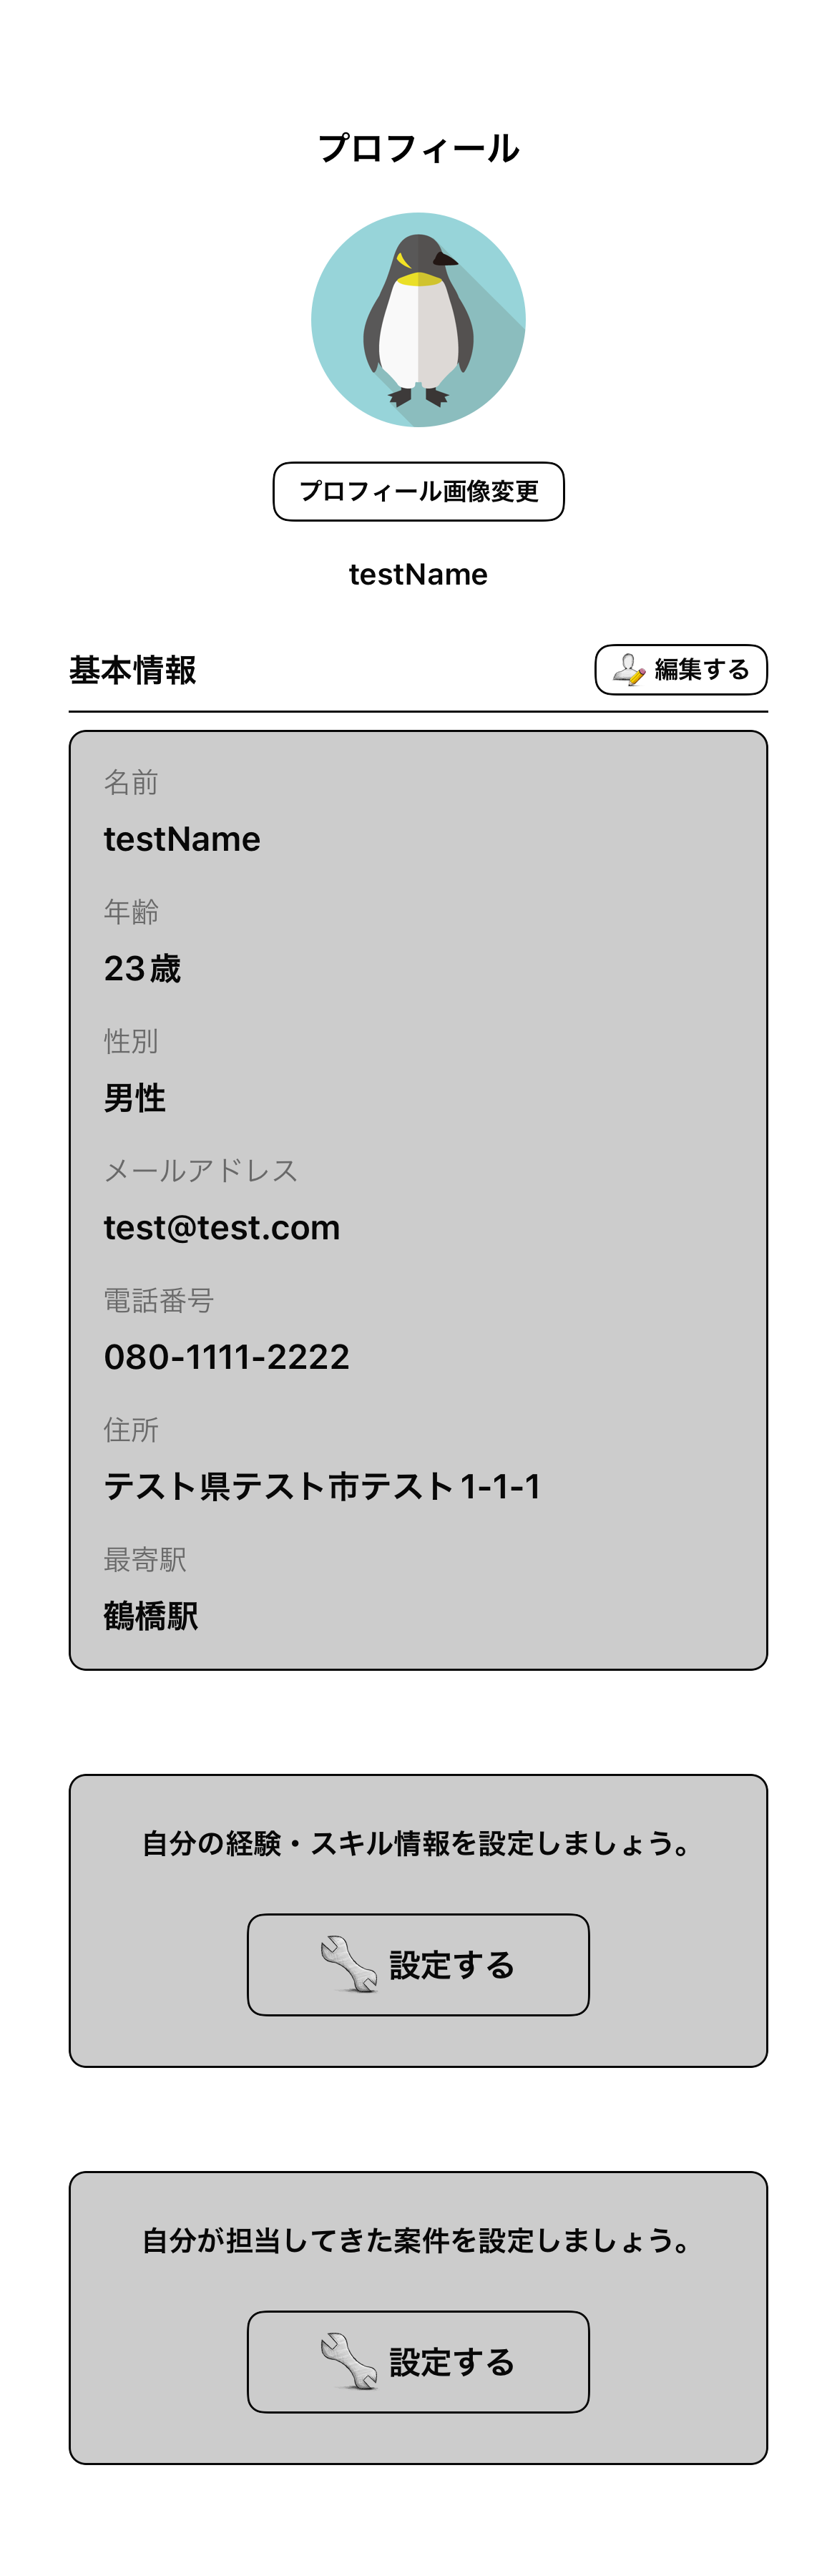 プロフィール
プロフィール画像変更
testName
基本情報
編集する
名前
testName
年齢
23歳
性別
男性
メールアドレス
test@test.com
電話番号
080-1111-2222
住所
テスト県テスト市テスト1-1-1
最寄駅
鶴橋駅
自分の経験・スキル情報を設定しましょう。
設定する
自分が担当してきた案件を設定しましょう。
設定する